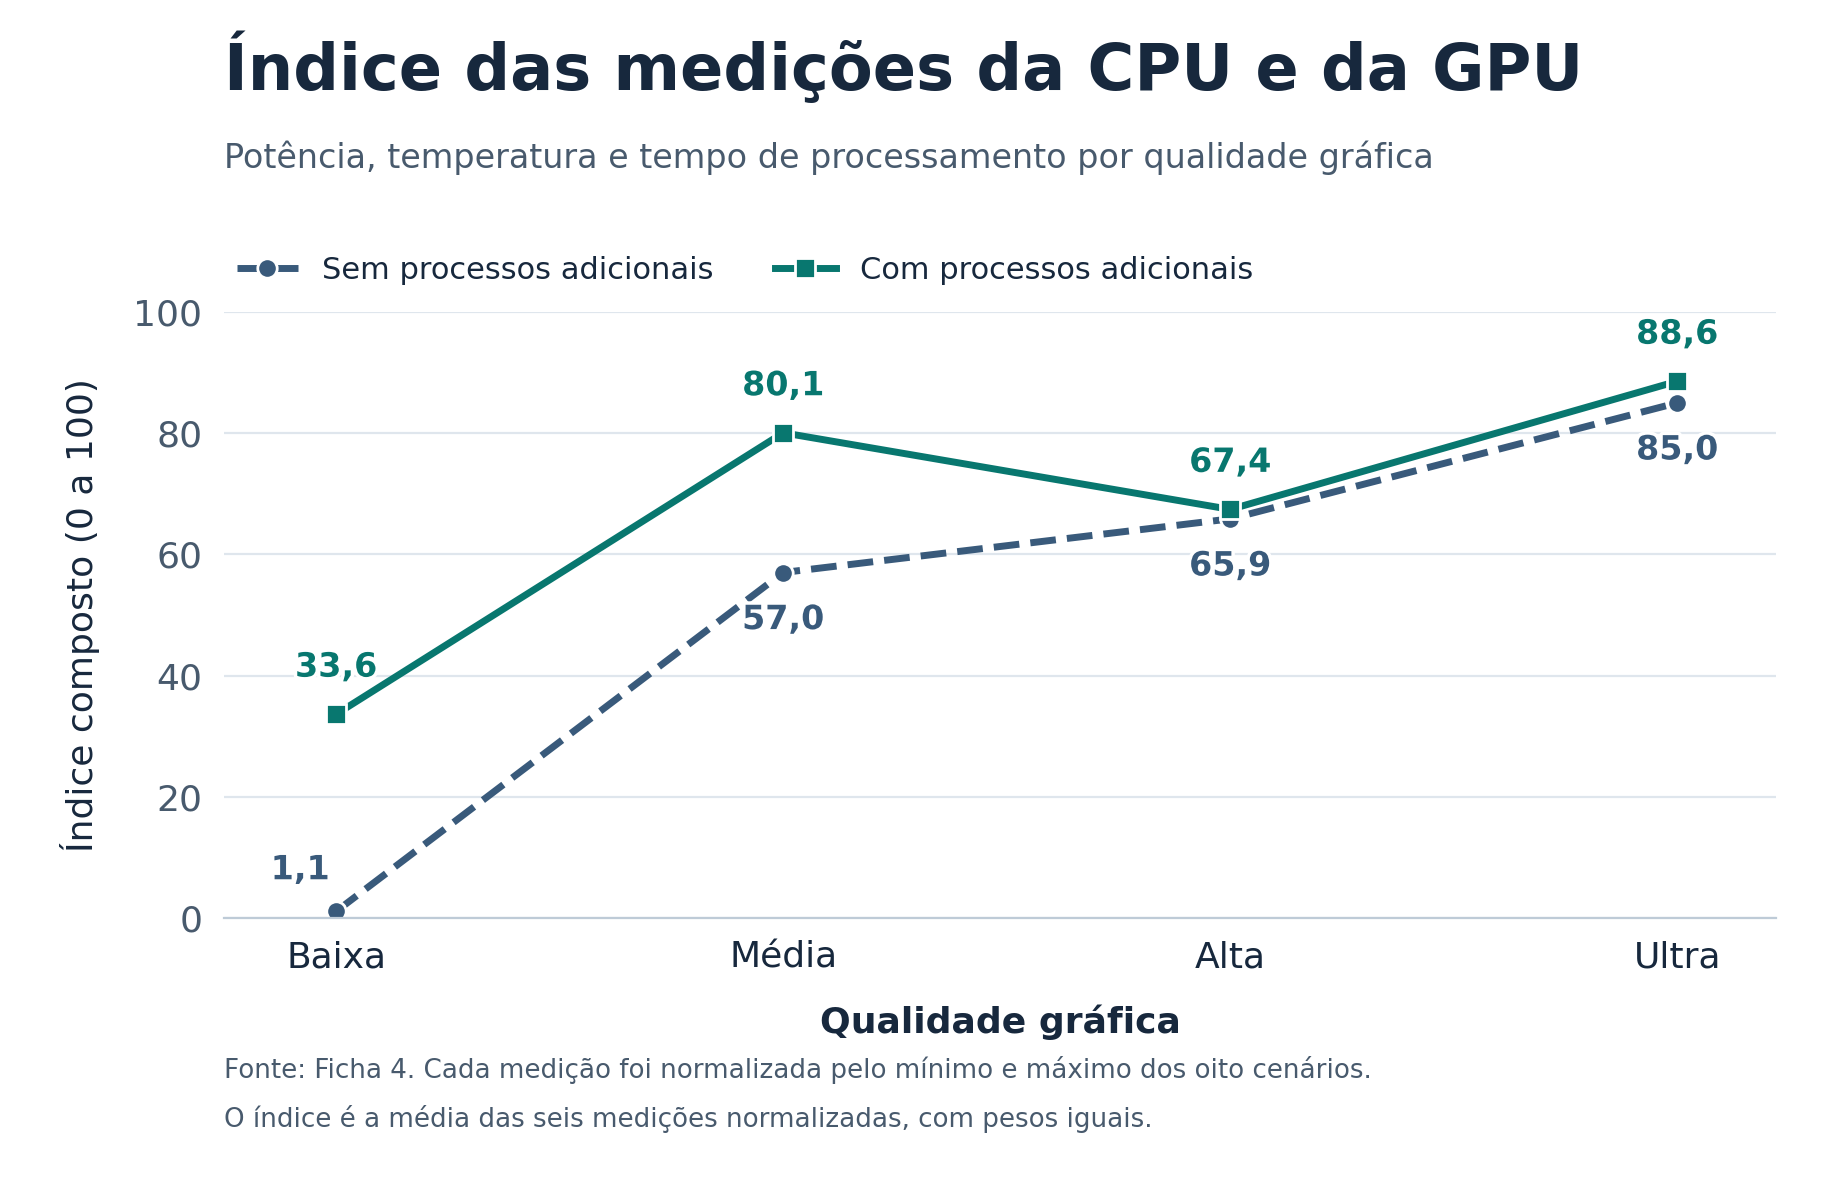 Índice das medições da CPU e da GPU
Potência, temperatura e tempo de processamento por qualidade gráfica
Sem processos adicionais
Com processos adicionais
Índice composto (0 a 100)
100
80
60
40
20
0
33,6
80,1
67,4
88,6
1,1
57,0
65,9
85,0
Baixa
Média
Alta
Ultra
Qualidade gráfica
Fonte: Ficha 4. Cada medição foi normalizada pelo mínimo e máximo dos oito cenários.
O índice é a média das seis medições normalizadas, com pesos iguais.